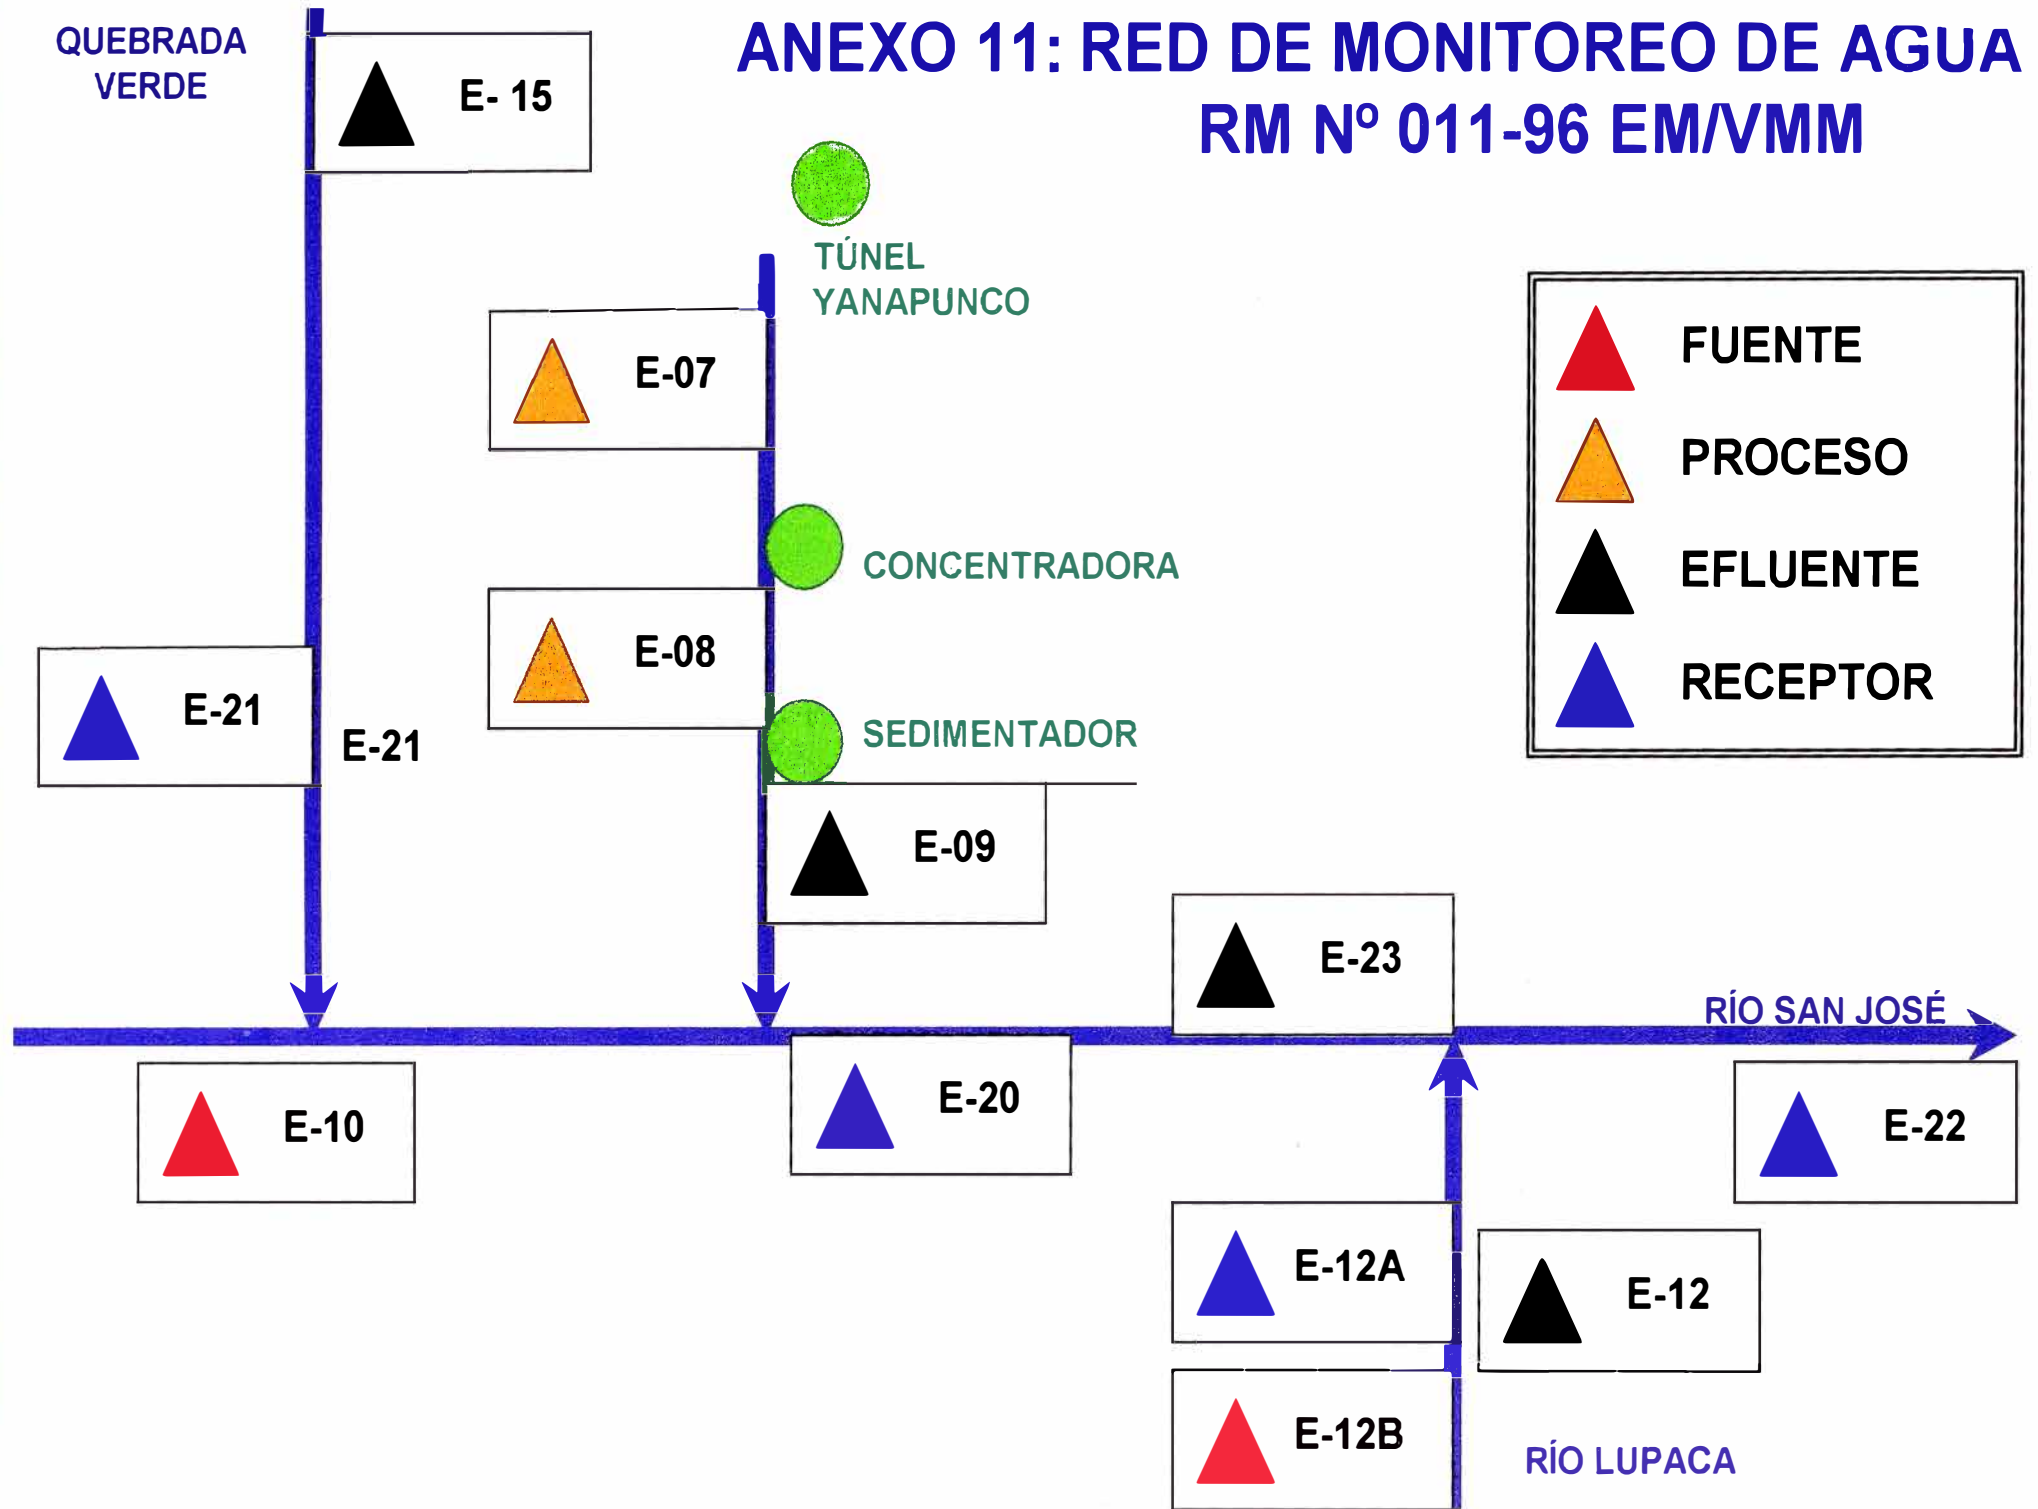 ANEXO 11: RED DE MONITOREO DE AGUA
RM Nº 011-96 EM/VMM
QUEBRADA
VERDE
E- 15
TÚNEL
YANAPUNCO
E-07
CONCENTRADORA
E-08
SEDIMENTADOR
E-21
E-21
E-09
FUENTE
PROCESO
EFLUENTE
RECEPTOR
E-23
RÍO SAN JOSÉ
E-10
E-20
E-22
E-12A
E-12
E-12B
RÍO LUPACA